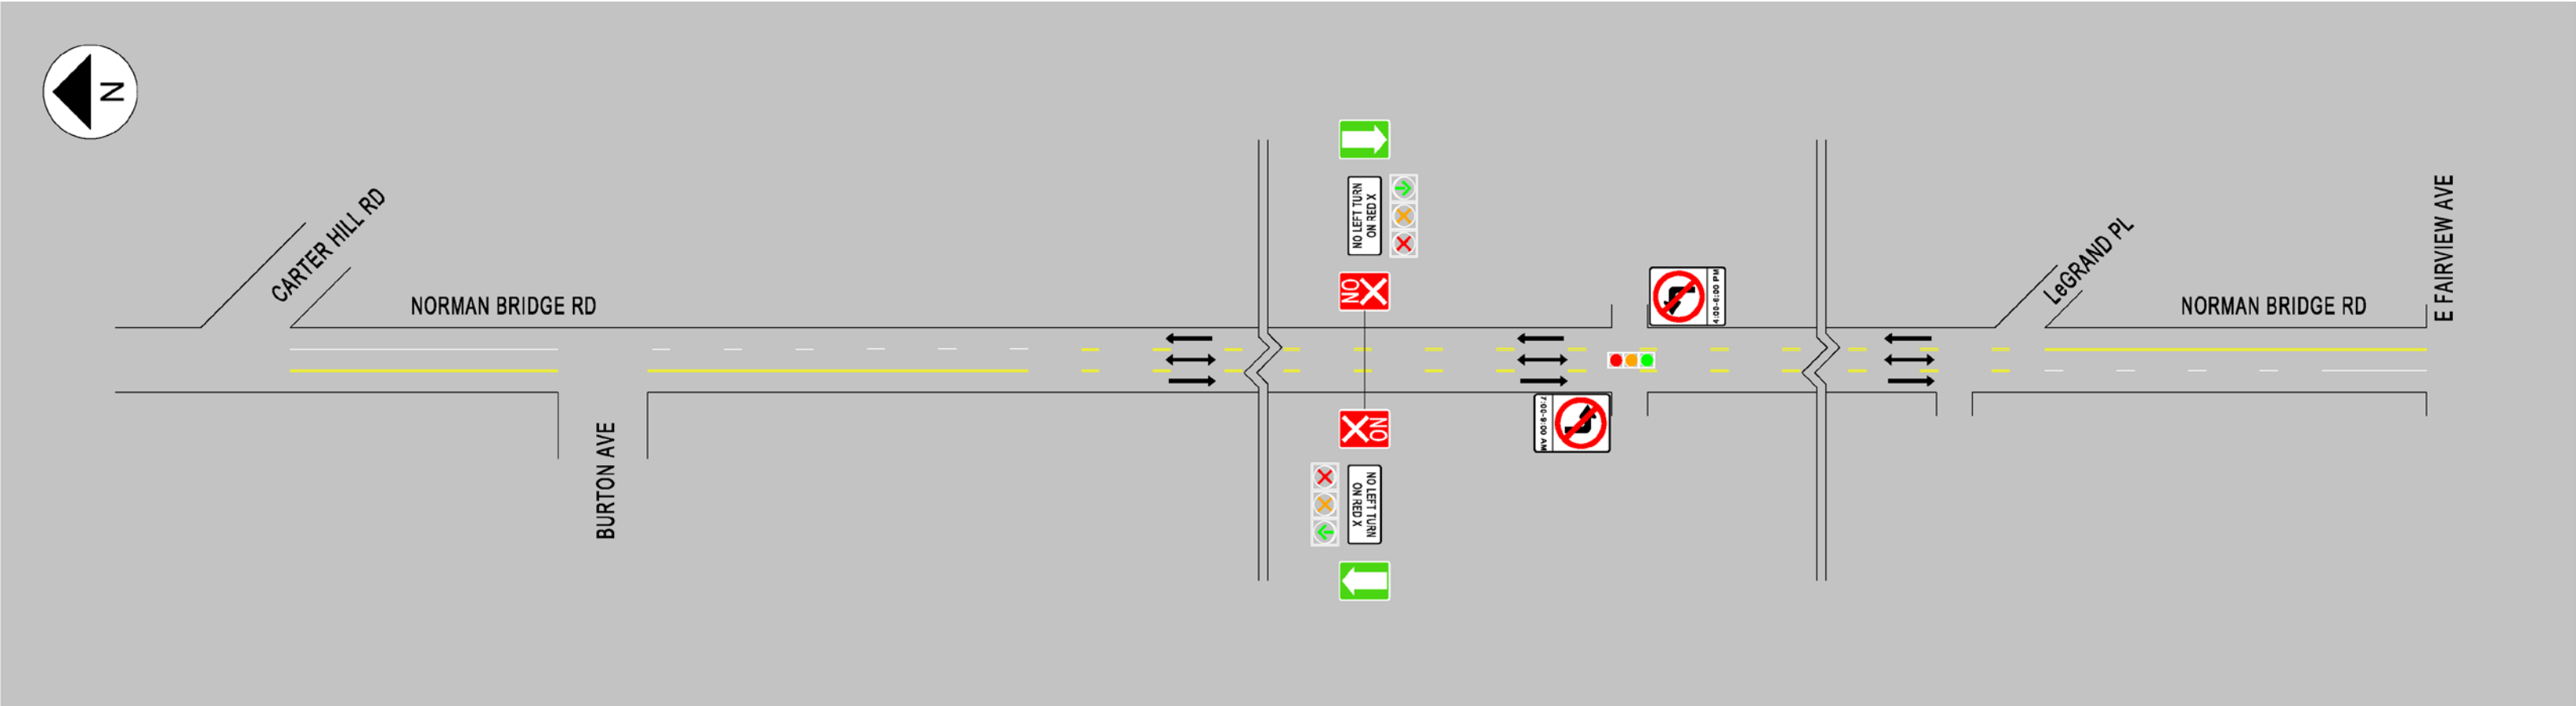 N
CARTER HILL RD
NORMAN BRIDGE RD
BURTON AVE
NO LEFT TURN
ON RED X
NO
NO
NO LEFT TURN
ON RED X
4:00-6:00 PM
7:00-9:00 AM
LeGRAND PL
NORMAN BRIDGE RD
E FAIRVIEW AVE